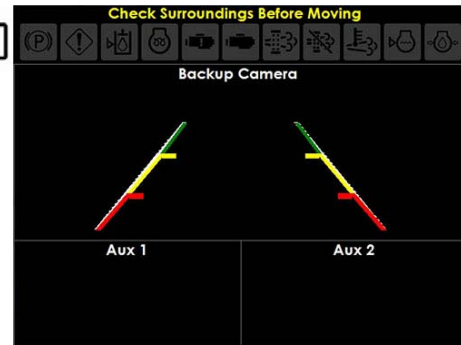 Check Surroundings Before Moving
(P)
Backup Camera
Aux 1
Aux 2